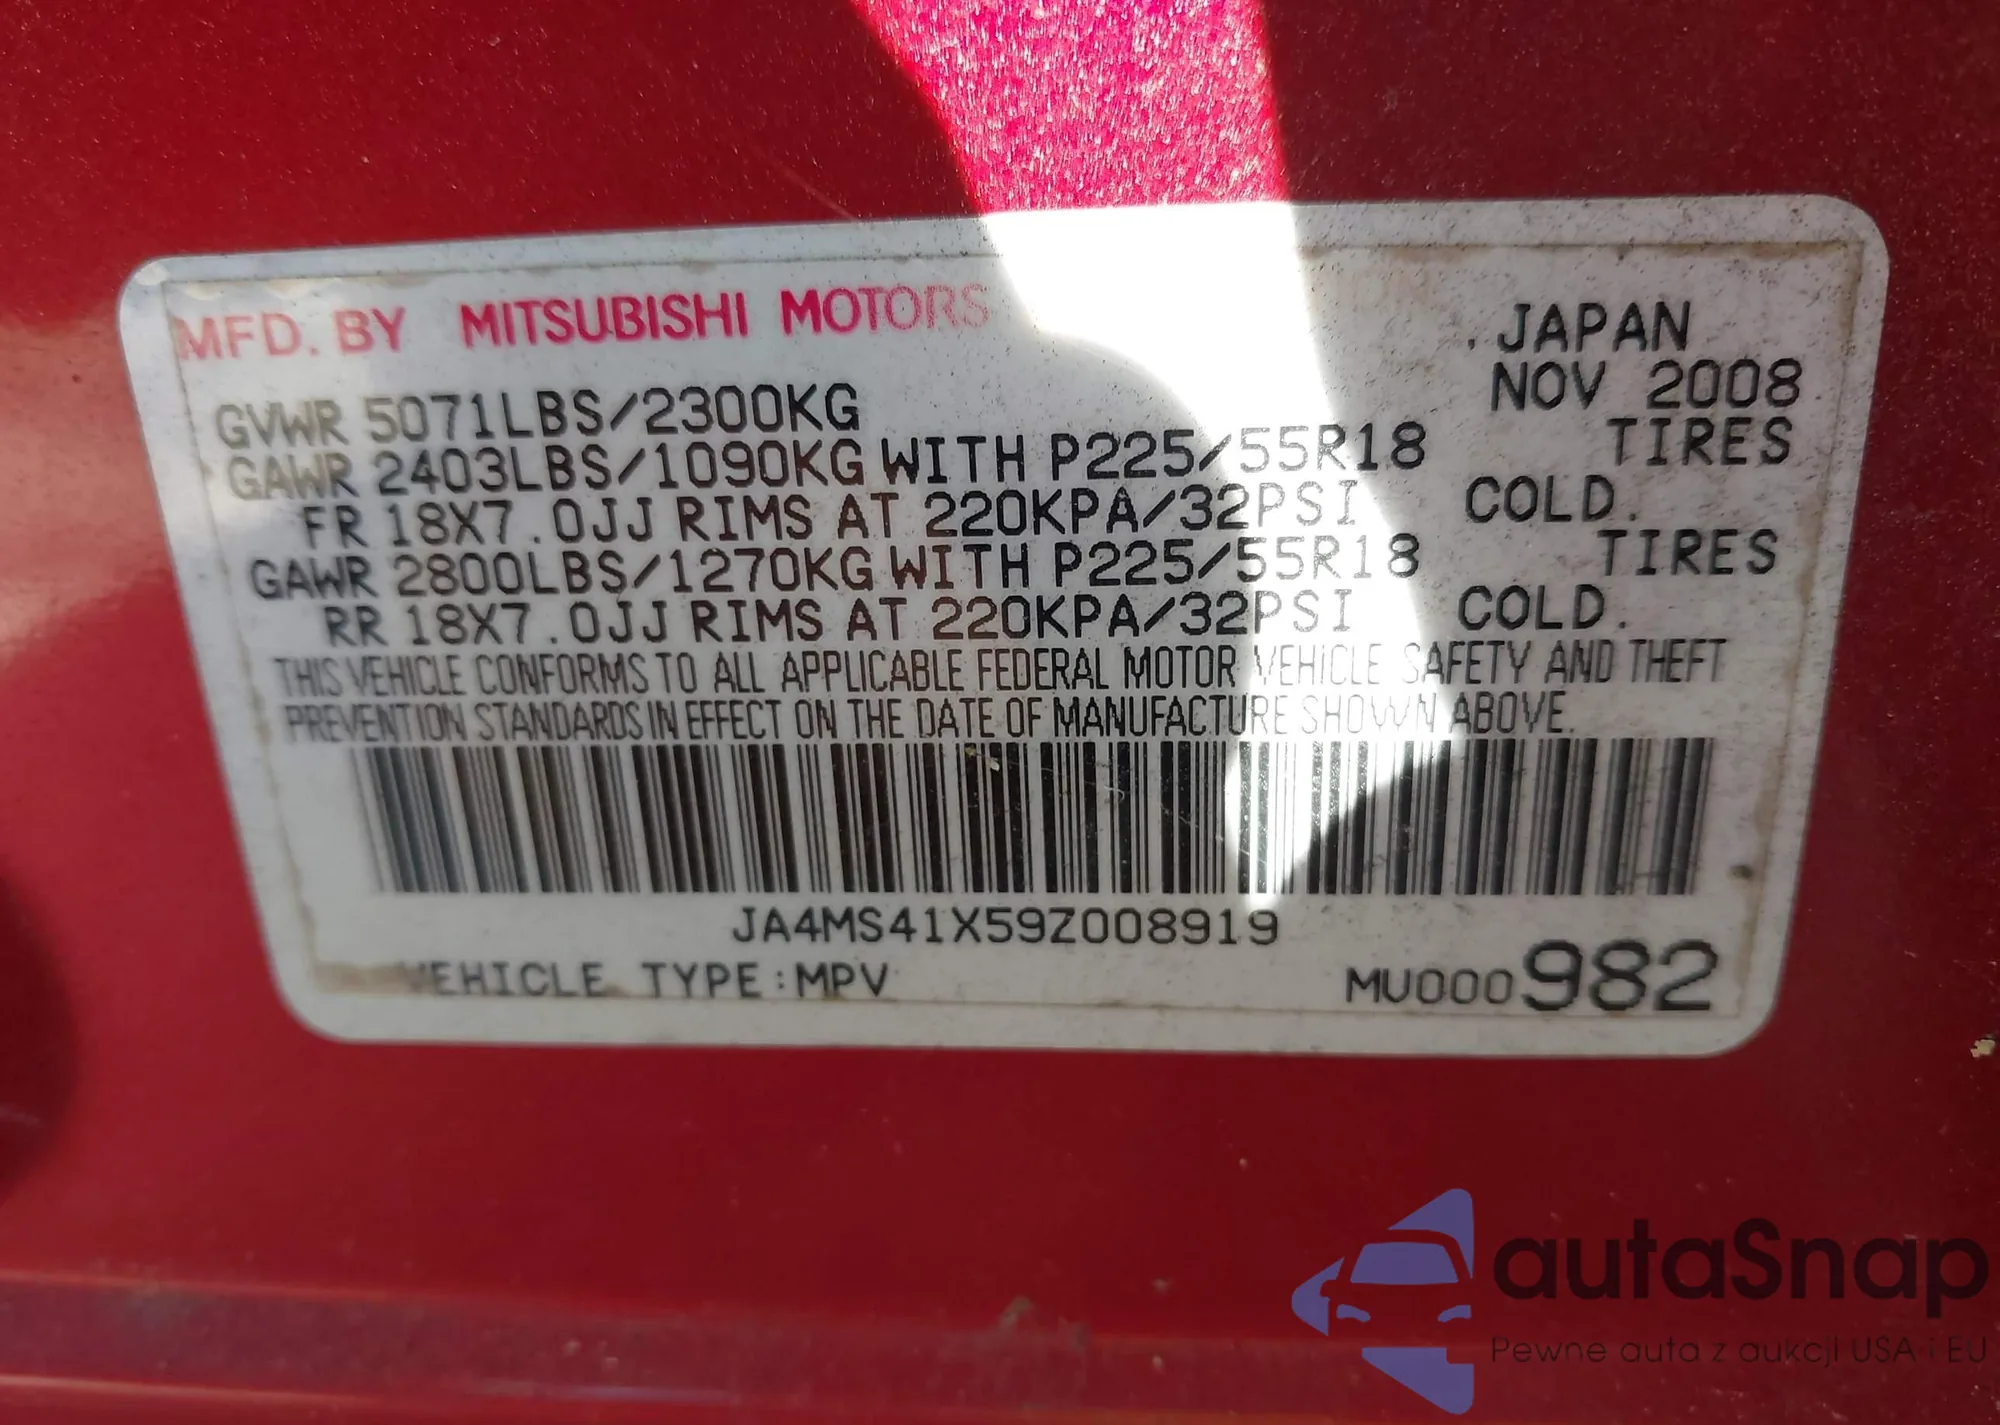 MFD. BY MITSUBISHI MOTORS . JAPAN
NOV 2008
GVWR 5071LBS/2300KG
GAWR 2403LBS/1090KG WITH P225/55R18 TIRES
FR 18X7.0JJ RIMS AT 220KPA/32PSI COLD.
GAWR 2800LBS/1270KG WITH P225/55R18 TIRES
RR 18X7.0JJ RIMS AT 220KPA/32PSI COLD.
THIS VEHICLE CONFORMS TO ALL APPLICABLE FEDERAL MOTOR VEHICLE SAFETY AND THEFT
PREVENTION STANDARDS IN EFFECT ON THE DATE OF MANUFACTURE SHOWN ABOVE.
JA4MS41X59Z008919
VEHICLE TYPE:MPV MU000982
autaSnap
Pewne auta z aukcji USA i EU